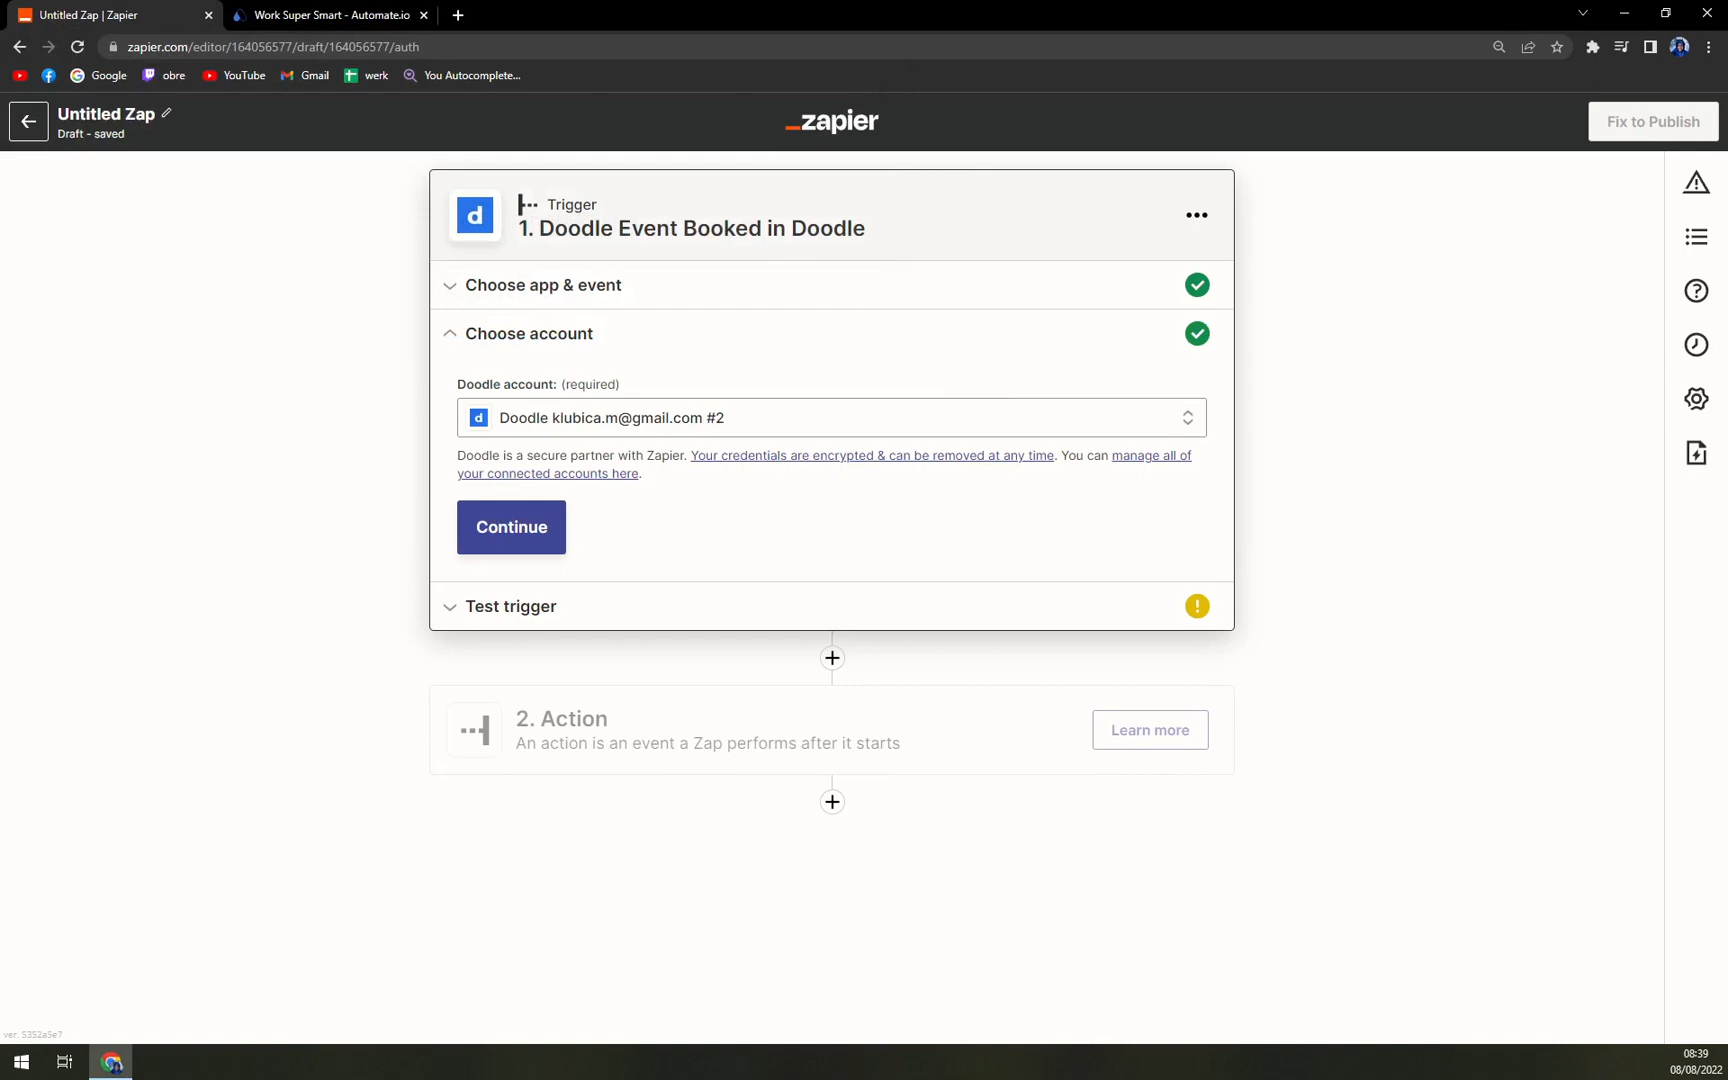 Untitled Zap | Zapier
Work Super Smart - Automate.io
zapier.com/editor/164056577/draft/164056577/auth
Google
obre
YouTube
Gmail
werk
You Autocomplete...
Untitled Zap
Draft - saved
_zapier
Fix to Publish
Trigger
1. Doodle Event Booked in Doodle
Choose app & event
Choose account
Doodle account: (required)
d Doodle klubica.m@gmail.com #2
Doodle is a secure partner with Zapier. Your credentials are encrypted & can be removed at any time. You can manage all of
your connected accounts here.
Continue
Test trigger
2. Action
An action is an event a Zap performs after it starts
Learn more
ver. 5352a5e7
08:39
08/08/2022